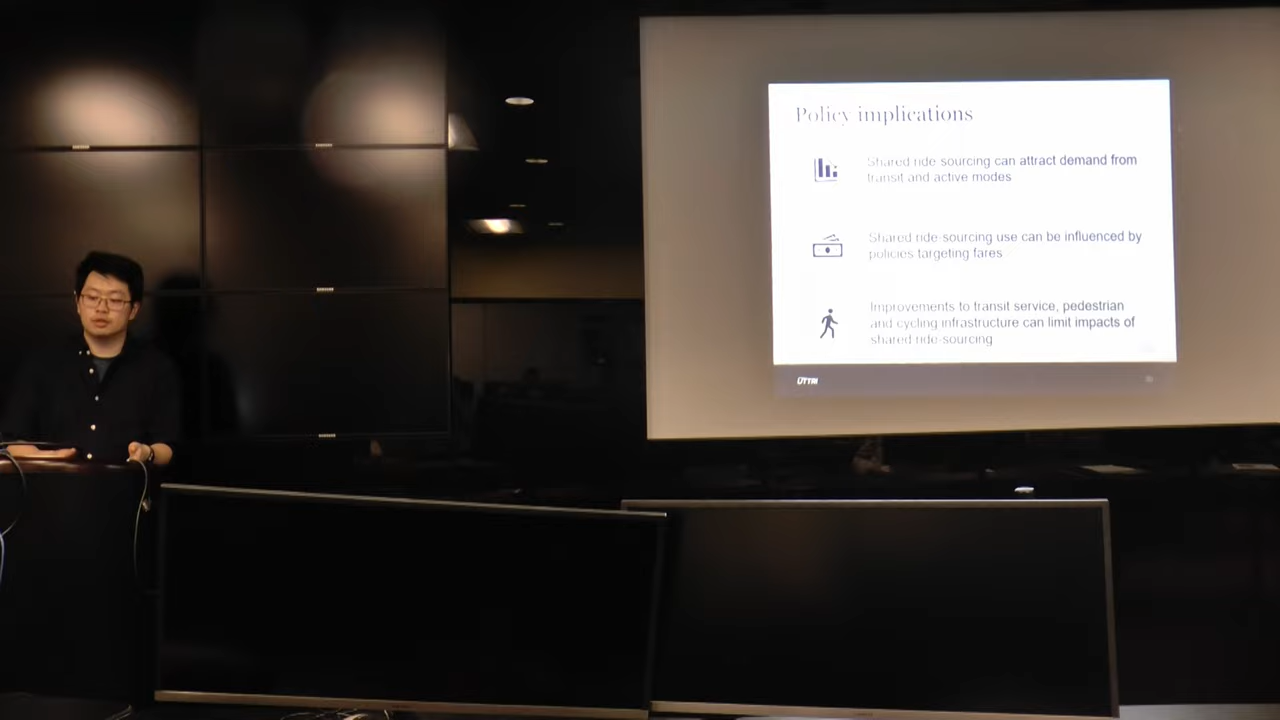 Policy implications
Shared ride sourcing can attract demand from
transit and active modes
Shared ride-sourcing use can be influenced by
policies targeting fares
Improvements to transit service, pedestrian
and cycling infrastructure can limit impacts of
shared ride-sourcing
UTTRI